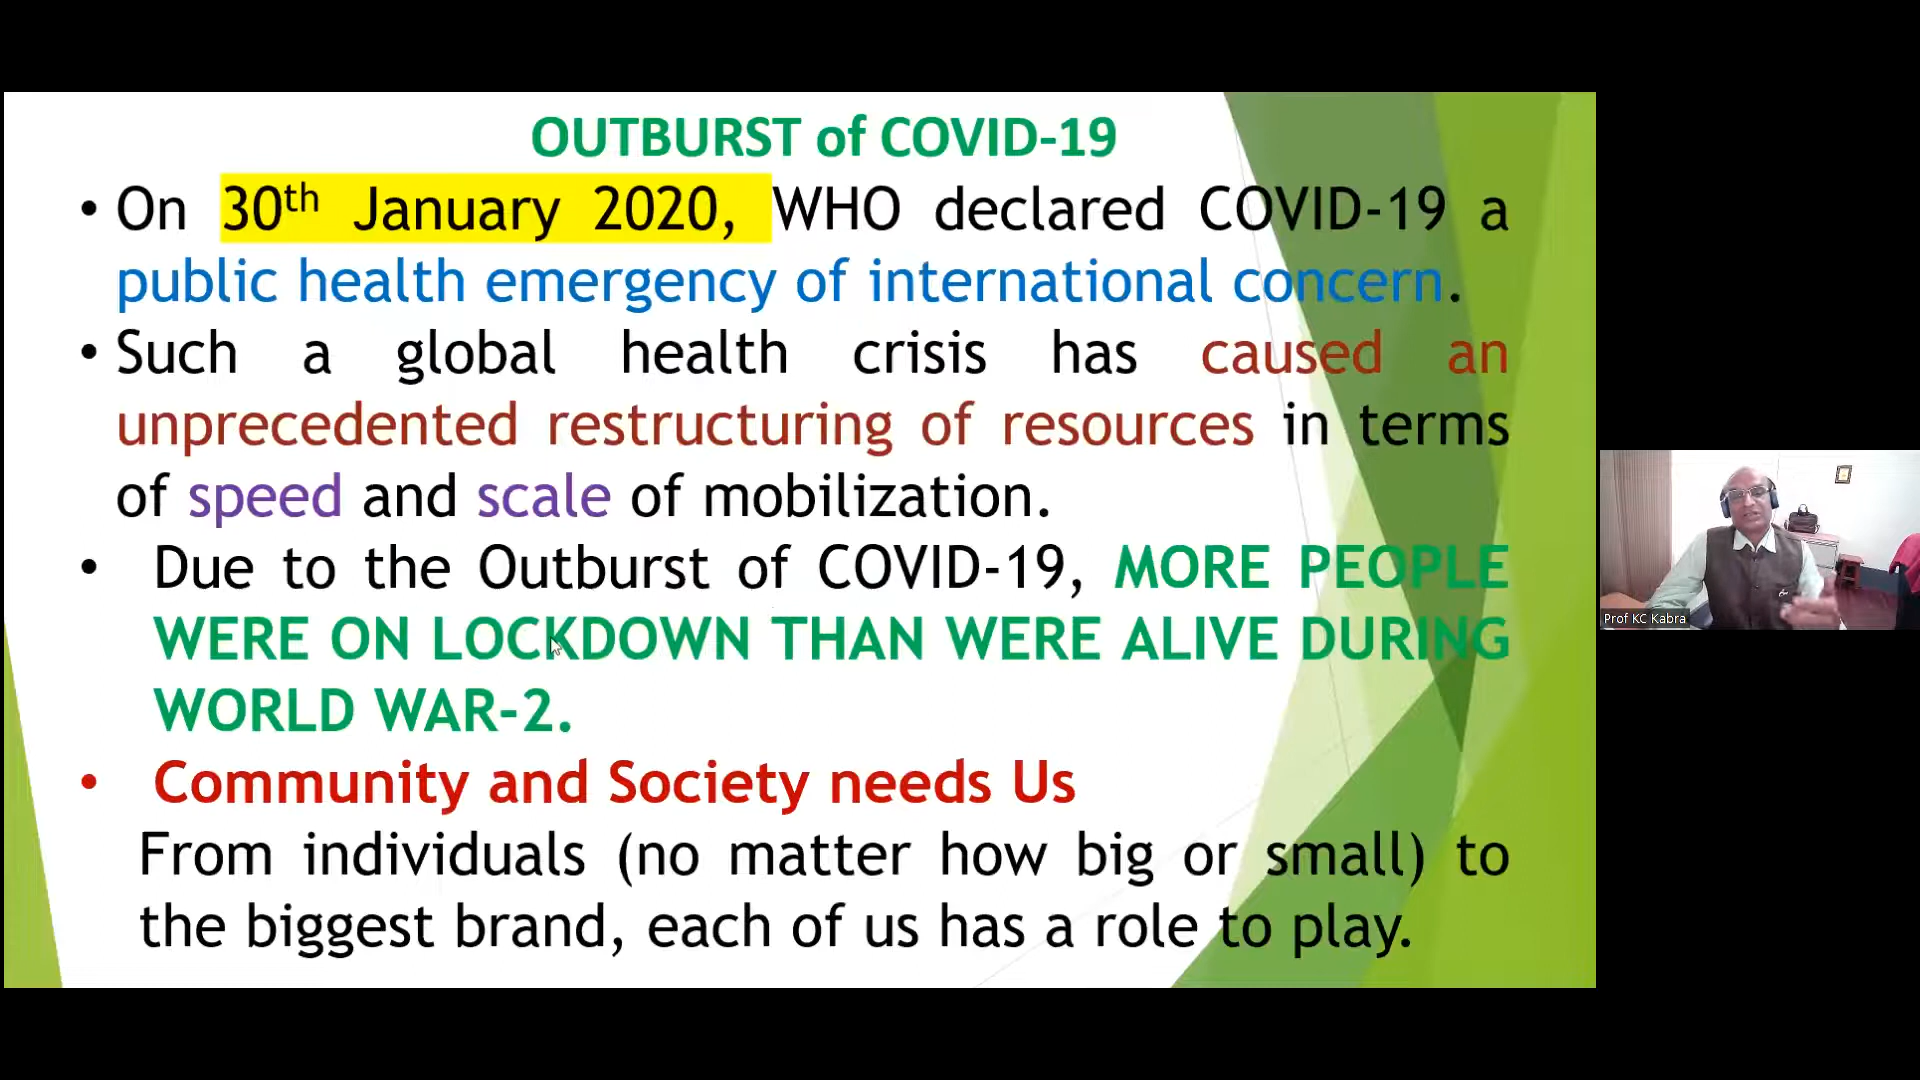 OUTBURST of COVID-19
• On 30th January 2020, WHO declared COVID-19 a
public health emergency of international concern.
• Such a global health crisis has caused an
unprecedented restructuring of resources in terms
of speed and scale of mobilization.
• Due to the Outburst of COVID-19, MORE PEOPLE
WERE ON LOCKDOWN THAN WERE ALIVE DURING
WORLD WAR-2.
• Community and Society needs Us
From individuals (no matter how big or small) to
the biggest brand, each of us has a role to play.
Prof KC Kabra